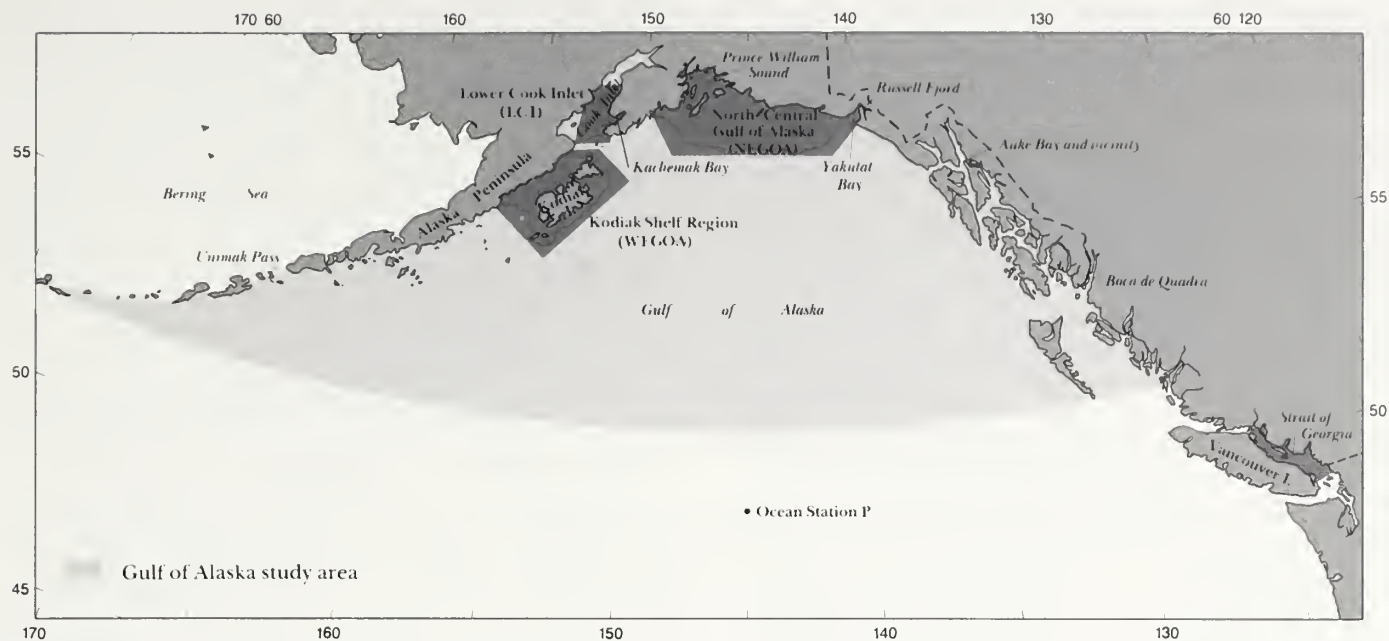 170 60 160 150 140 130 60 120
Prince William
Sound
Russell Fjord
Lower Cook Inlet
(LCI)
Cook Inlet
North-Central
Gulf of Alaska
(NEGOA)
Auke Bay and vicinity
55
Kachemak Bay
Yakutat
Bay
Bering Sea
Alaska Peninsula
Kodiak
55
Kodiak Shelf Region
(WEGOA)
Unimak Pass
Boca de Quadra
Gulf of Alaska
50
50
Strait of
Georgia
Vancouver I.
Ocean Station P
Gulf of Alaska study area
45
170 160 150 140 130